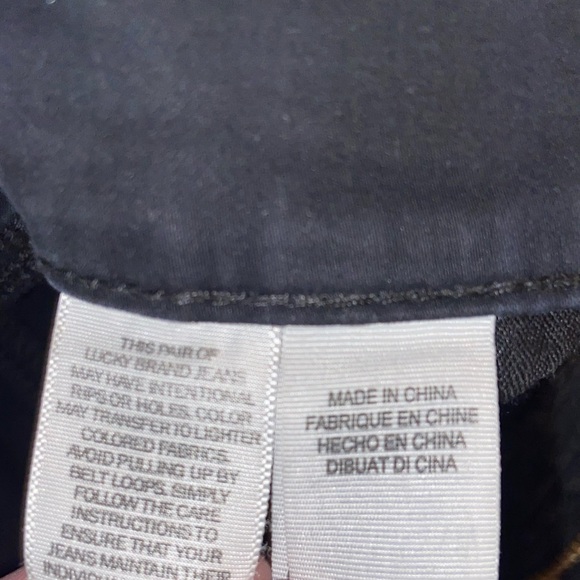 THIS PAIR OF
LUCKY BRAND JEANS
MAY HAVE INTENTIONAL
RIPS OR HOLES. COLOR
MAY TRANSFER TO LIGHTER
COLORED FABRICS.
AVOID PULLING UP BY
BELT LOOPS. SIMPLY
FOLLOW THE CARE
INSTRUCTIONS TO
ENSURE THAT YOUR
JEANS MAINTAIN THEIR
MADE IN CHINA
FABRIQUE EN CHINE
HECHO EN CHINA
DIBUAT DI CINA